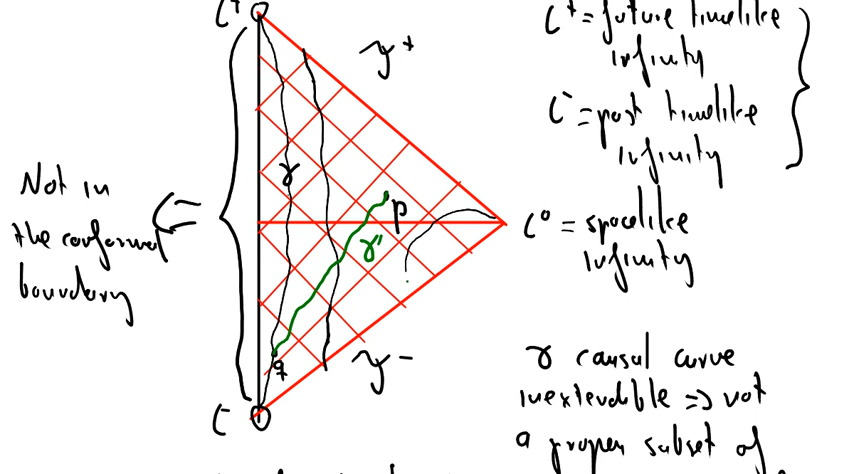 i⁺
i⁺ = future timelike
infinity
𝒥⁺
i⁻ = past timelike
infinity
γ
Not in
the conformal
boundary
p
i⁰ = spacelike
infinity
γ'
q
𝒥⁻
γ causal curve
inextendible => not
i⁻
a proper subset of